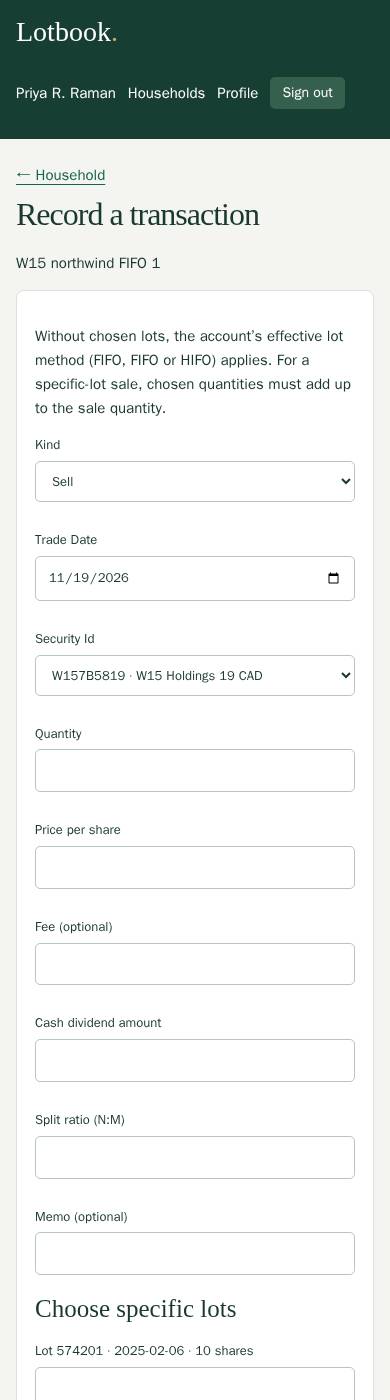 Lotbook.
Priya R. Raman Households Profile Sign out
← Household
Record a transaction
W15 northwind FIFO 1
Without chosen lots, the account's effective lot
method (FIFO, FIFO or HIFO) applies. For a
specific-lot sale, chosen quantities must add up
to the sale quantity.
Kind
Sell
Trade Date
11/19/2026
Security Id
W157B5819 · W15 Holdings 19 CAD
Quantity
Price per share
Fee (optional)
Cash dividend amount
Split ratio (N:M)
Memo (optional)
Choose specific lots
Lot 574201 · 2025-02-06 · 10 shares